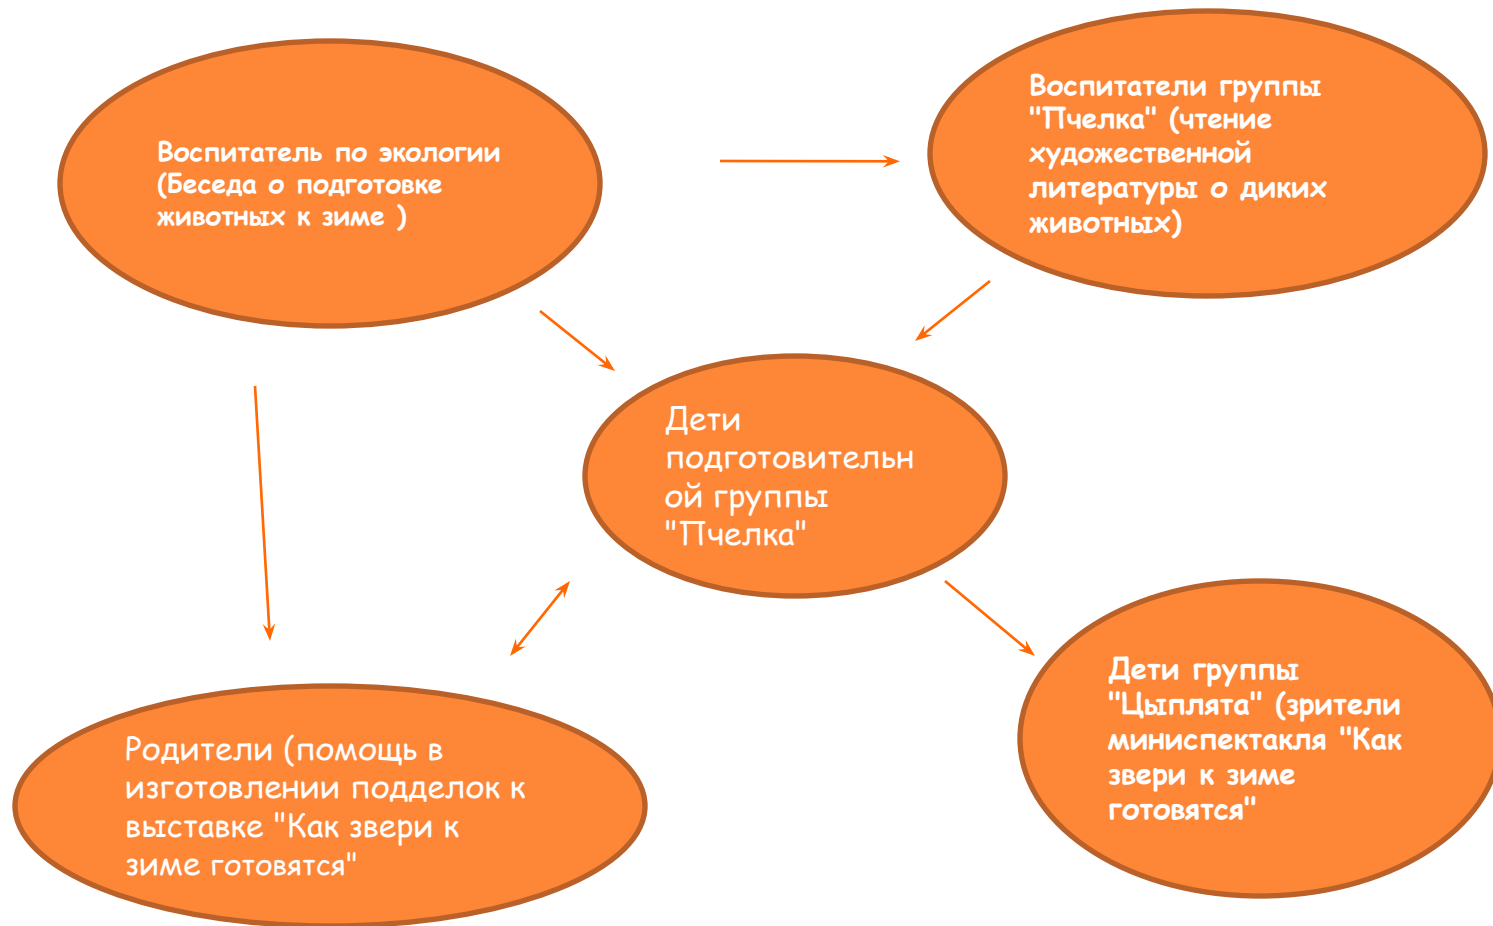 Воспитатель по экологии
(Беседа о подготовке
животных к зиме )
Воспитатели группы
"Пчелка" (чтение
художественной
литературы о диких
животных)
Дети
подготовительн
ой группы
"Пчелка"
Родители (помощь в
изготовлении подделок к
выставке "Как звери к
зиме готовятся"
Дети группы
"Цыплята" (зрители
миниспектакля "Как
звери к зиме
готовятся"